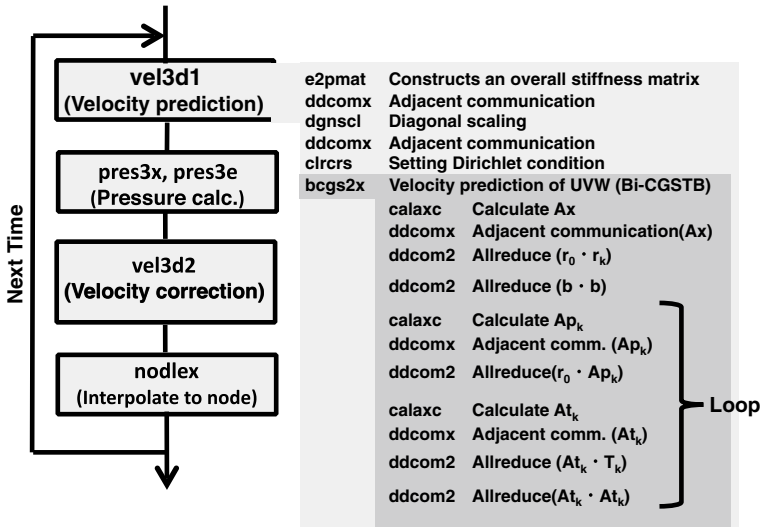 Next Time
vel3d1
(Velocity prediction)
pres3x, pres3e
(Pressure calc.)
vel3d2
(Velocity correction)
nodlex
(Interpolate to node)
e2pmat Constructs an overall stiffness matrix
ddcomx Adjacent communication
dgnscl Diagonal scaling
ddcomx Adjacent communication
clrcrs Setting Dirichlet condition
bcgs2x Velocity prediction of UVW (Bi-CGSTB)
calaxc Calculate Ax
ddcomx Adjacent communication(Ax)
ddcom2 Allreduce (r₀・rₖ)
ddcom2 Allreduce (b・b)
calaxc Calculate Apₖ
ddcomx Adjacent comm. (Apₖ)
ddcom2 Allreduce(r₀・Apₖ)
calaxc Calculate Atₖ
ddcomx Adjacent comm. (Atₖ)
ddcom2 Allreduce (Atₖ・Tₖ)
ddcom2 Allreduce(Atₖ・Atₖ)
Loop